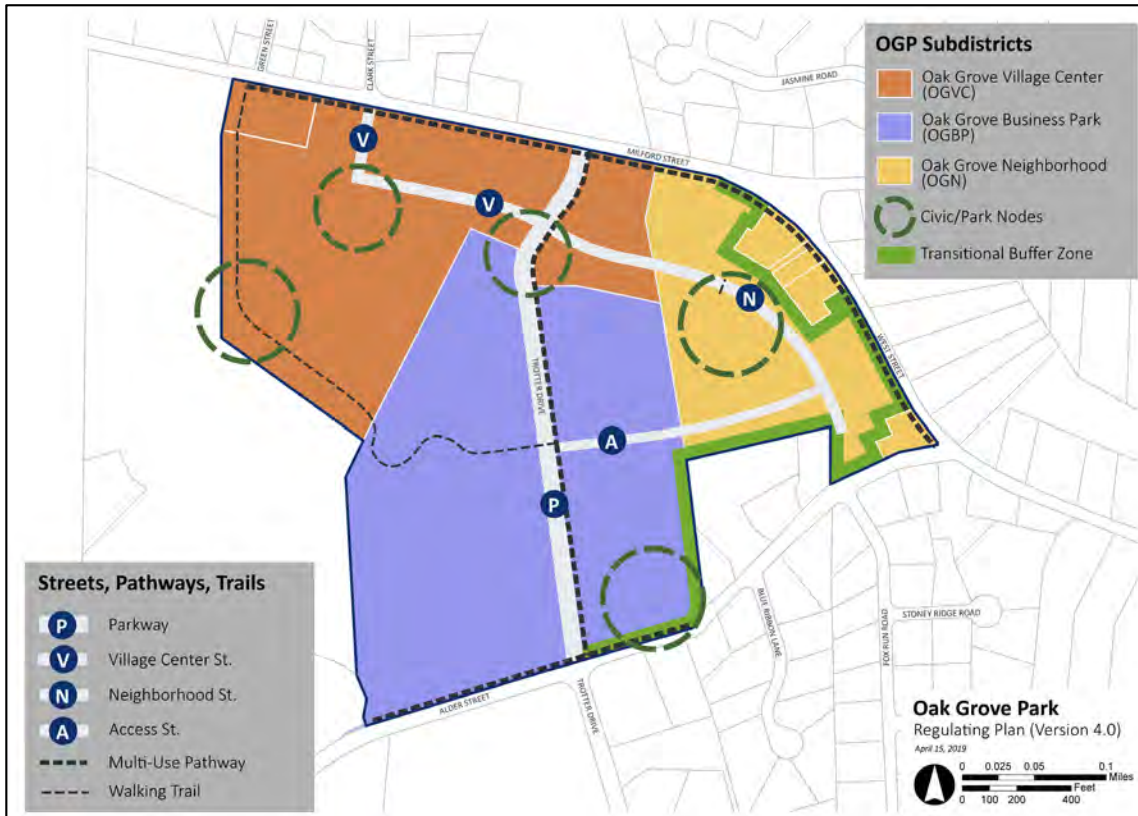 GREEN STREET
CLARK STREET
JASMINE ROAD
MILFORD STREET
WEST STREET
OGP Subdistricts
Oak Grove Village Center
(OGVC)
Oak Grove Business Park
(OGBP)
Oak Grove Neighborhood
(OGN)
Civic/Park Nodes
Transitional Buffer Zone
V
V
N
A
P
TROTTER DRIVE
ALDER STREET
TROTTER DRIVE
BLUE RIBBON LANE
FOX RUN ROAD
STONEY RIDGE ROAD
Streets, Pathways, Trails
P Parkway
V Village Center St.
N Neighborhood St.
A Access St.
Multi-Use Pathway
Walking Trail
Oak Grove Park
Regulating Plan (Version 4.0)
April 15, 2019
0 0.025 0.05 0.1
Miles
Feet
0 100 200 400